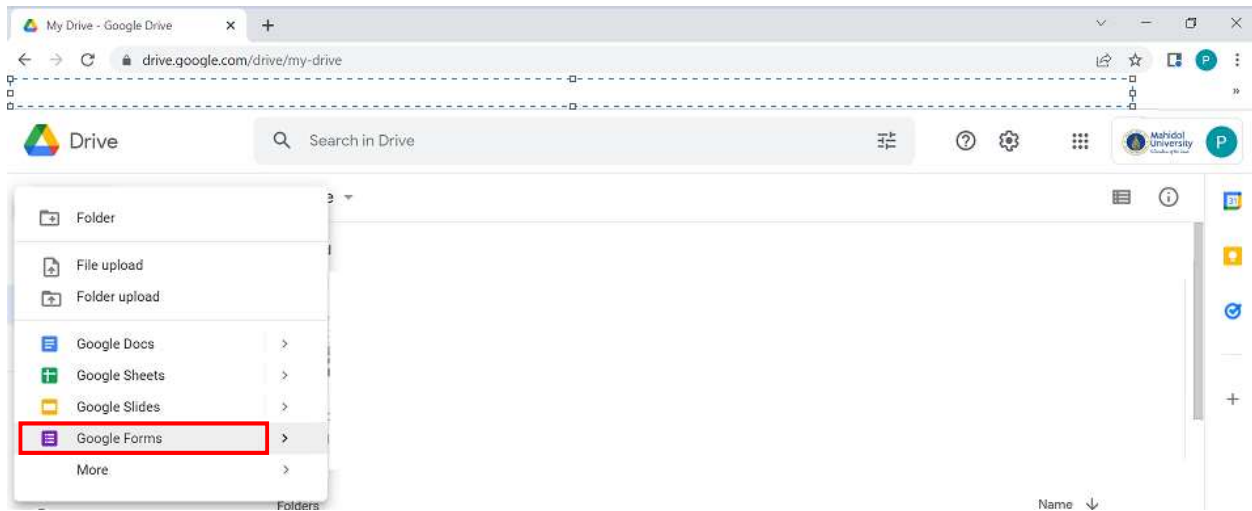 My Drive - Google Drive
drive.google.com/drive/my-drive
Drive
Search in Drive
Mahidol
University
P
P
Folder
File upload
Folder upload
Google Docs
Google Sheets
Google Slides
Google Forms
More
31
Folders
Name